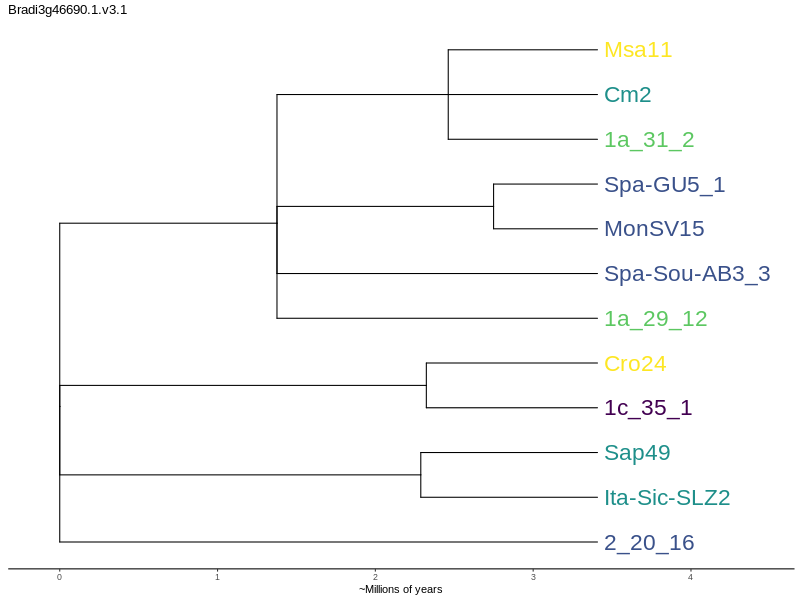 Bradi3g46690.1.v3.1
Msa11
Cm2
1a_31_2
Spa-GU5_1
MonSV15
Spa-Sou-AB3_3
1a_29_12
Cro24
1c_35_1
Sap49
Ita-Sic-SLZ2
2_20_16
0 1 2 3 4
~Millions of years